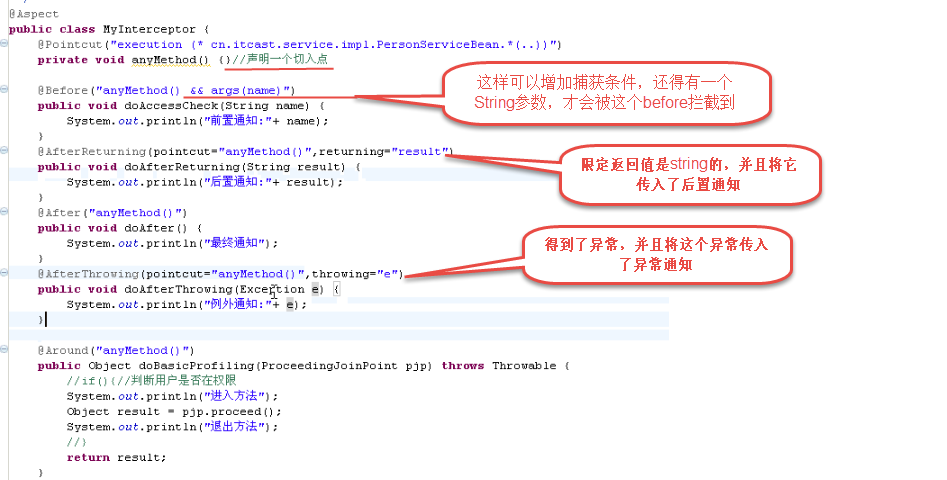 @Aspect
public class MyInterceptor {
@Pointcut("execution (* cn.itcast.service.impl.PersonServiceBean.*(..))")
private void anyMethod() {}//声明一个切入点
@Before("anyMethod() && args(name)")
public void doAccessCheck(String name) {
System.out.println("前置通知:"+ name);
}
@AfterReturning(pointcut="anyMethod()",returning="result")
public void doAfterReturning(String result) {
System.out.println("后置通知:"+ result);
}
@After("anyMethod()")
public void doAfter() {
System.out.println("最终通知");
}
@AfterThrowing(pointcut="anyMethod()",throwing="e")
public void doAfterThrowing(Exception e) {
System.out.println("例外通知:"+ e);
}
@Around("anyMethod()")
public Object doBasicProfiling(ProceedingJoinPoint pjp) throws Throwable {
//if(){//判断用户是否在权限
System.out.println("进入方法");
Object result = pjp.proceed();
System.out.println("退出方法");
//}
return result;
}
这样可以增加捕获条件，还得有一个
String参数，才会被这个before拦截到
限定返回值是string的，并且将它
传入了后置通知
得到了异常，并且将这个异常传入
了异常通知